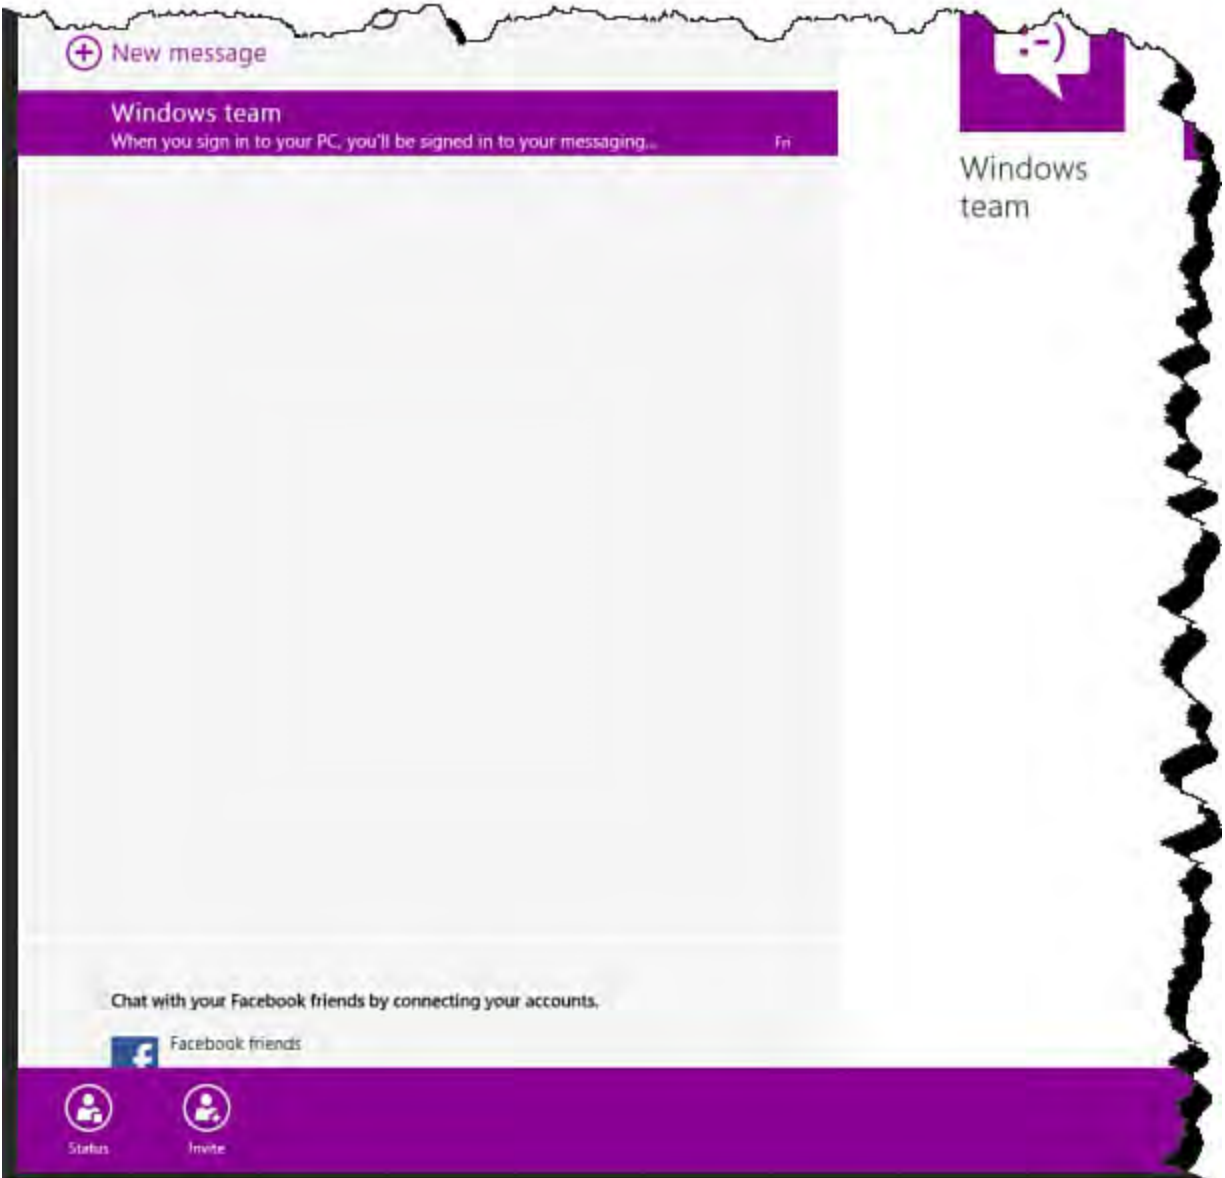 New message
Windows team
When you sign in to your PC, you'll be signed in to your messaging...
Fri
:-)
Windows
team
Chat with your Facebook friends by connecting your accounts.
f
Facebook friends
Status
Invite